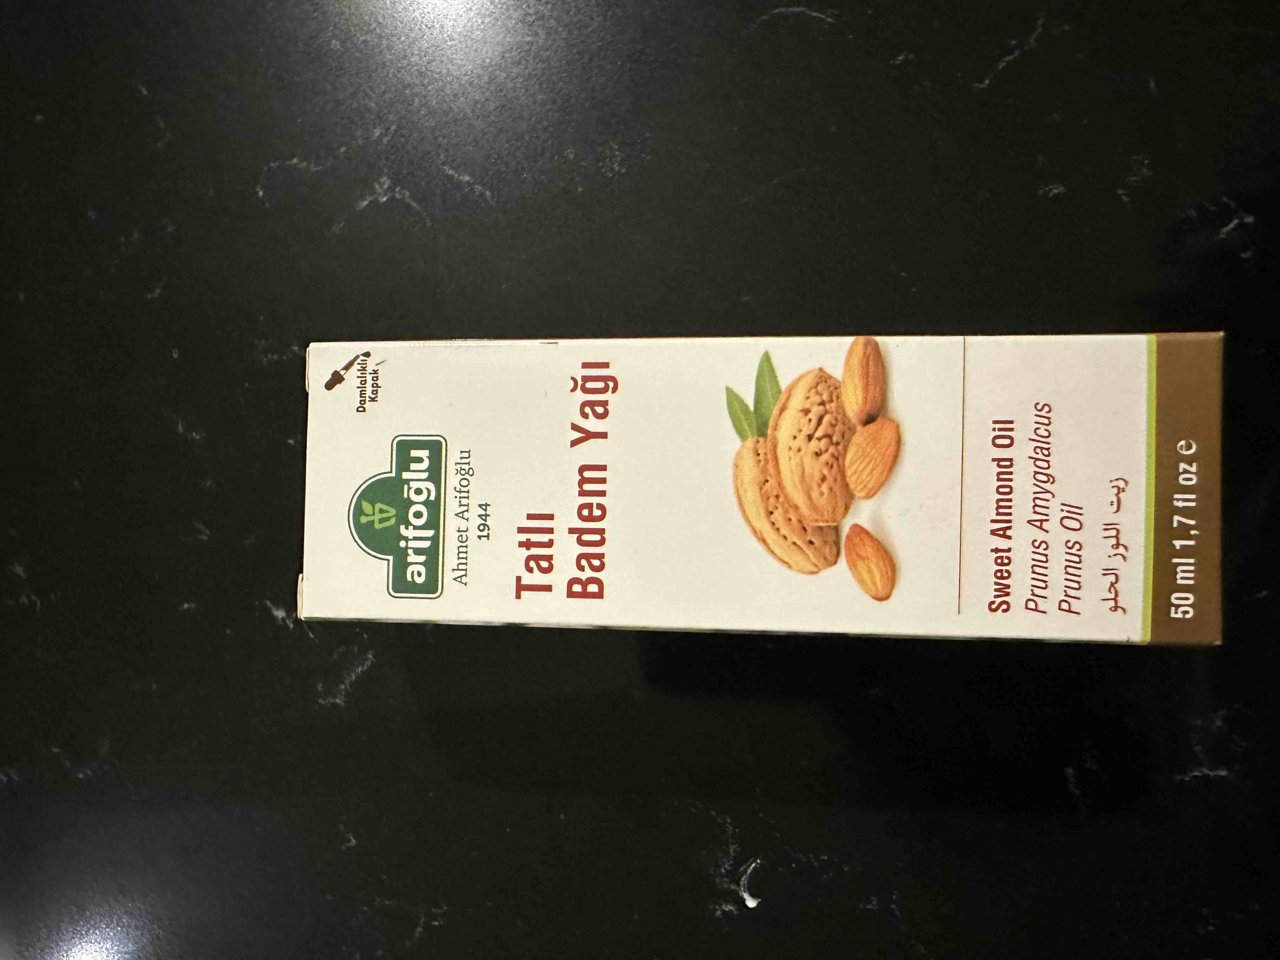 Damlalıklı
Kapak
arifoğlu
Ahmet Arifoğlu
1944
Tatlı
Badem Yağı
Sweet Almond Oil
Prunus Amygdalcus
Prunus Oil
زيت اللوز الحلو
50 ml 1,7 fl oz e